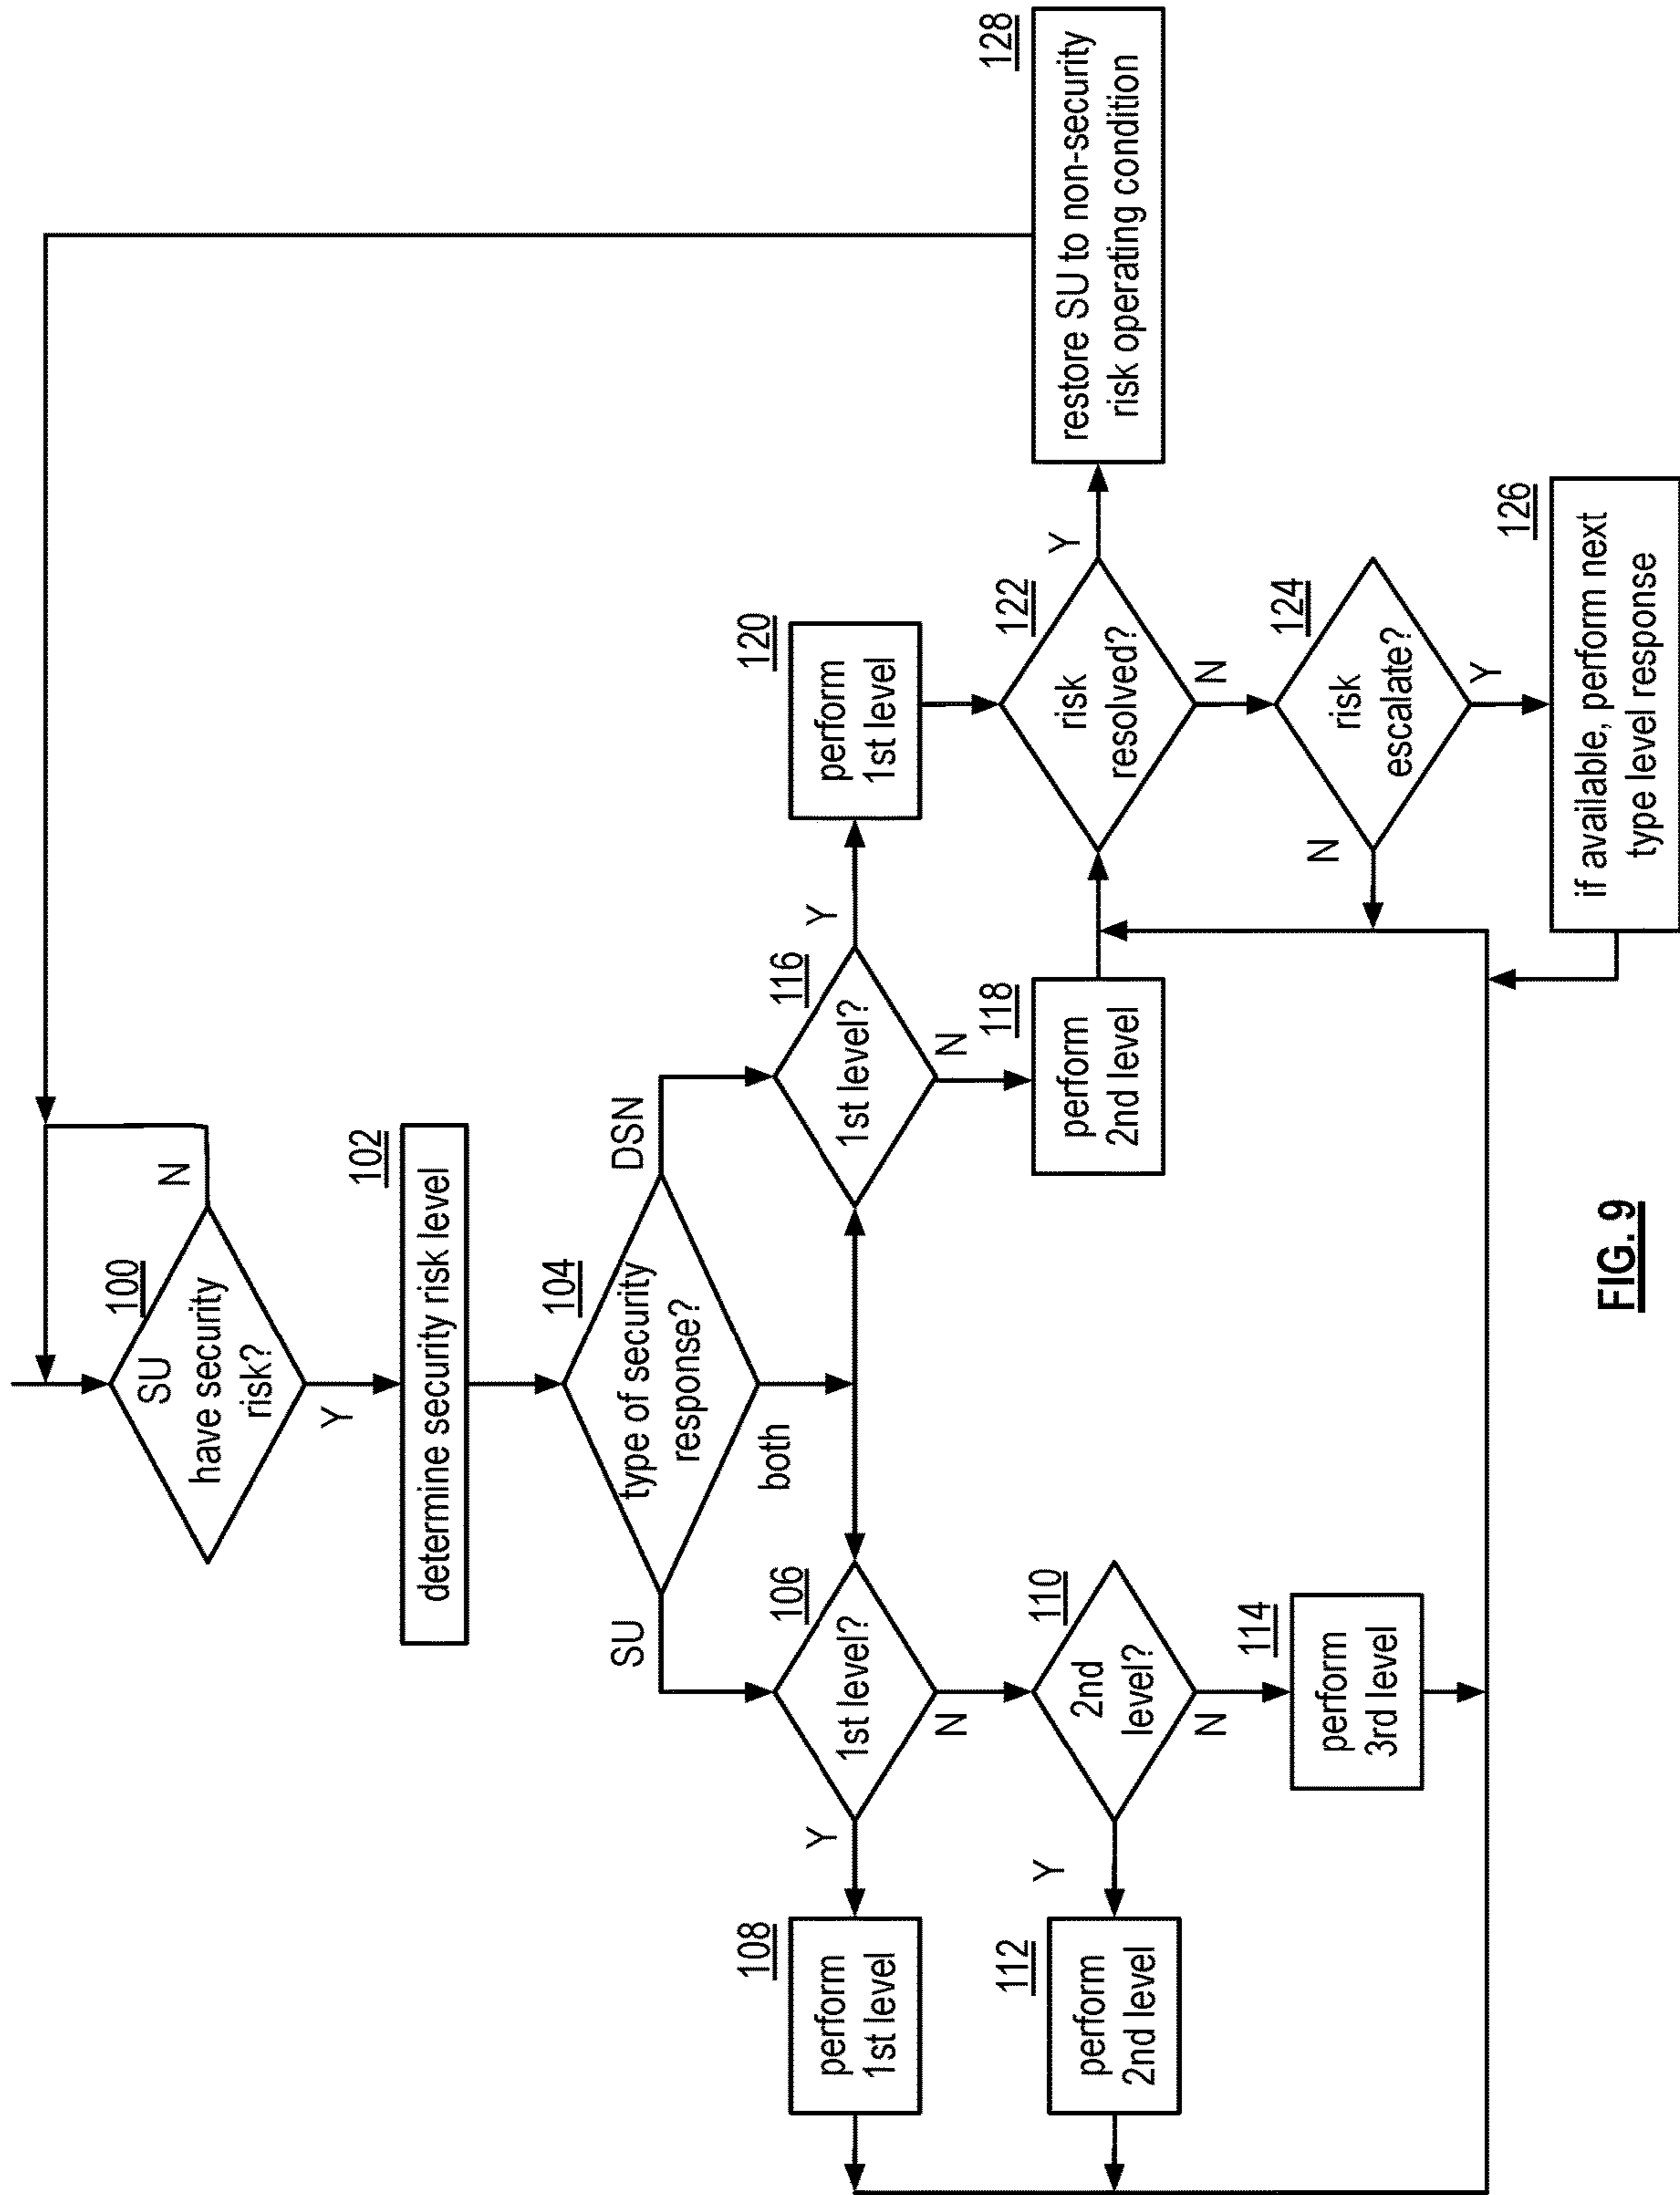 100
SU
have security
risk?
N
Y
102
determine security risk level
104
type of security
response?
SU
DSN
both
106
1st level?
Y
N
108
perform
1st level
110
2nd
level?
Y
N
112
perform
2nd level
114
perform
3rd level
116
1st level?
Y
N
118
perform
2nd level
120
perform
1st level
122
risk
resolved?
Y
N
124
risk
escalate?
N
Y
126
if available, perform next
type level response
128
restore SU to non-security
risk operating condition
FIG. 9